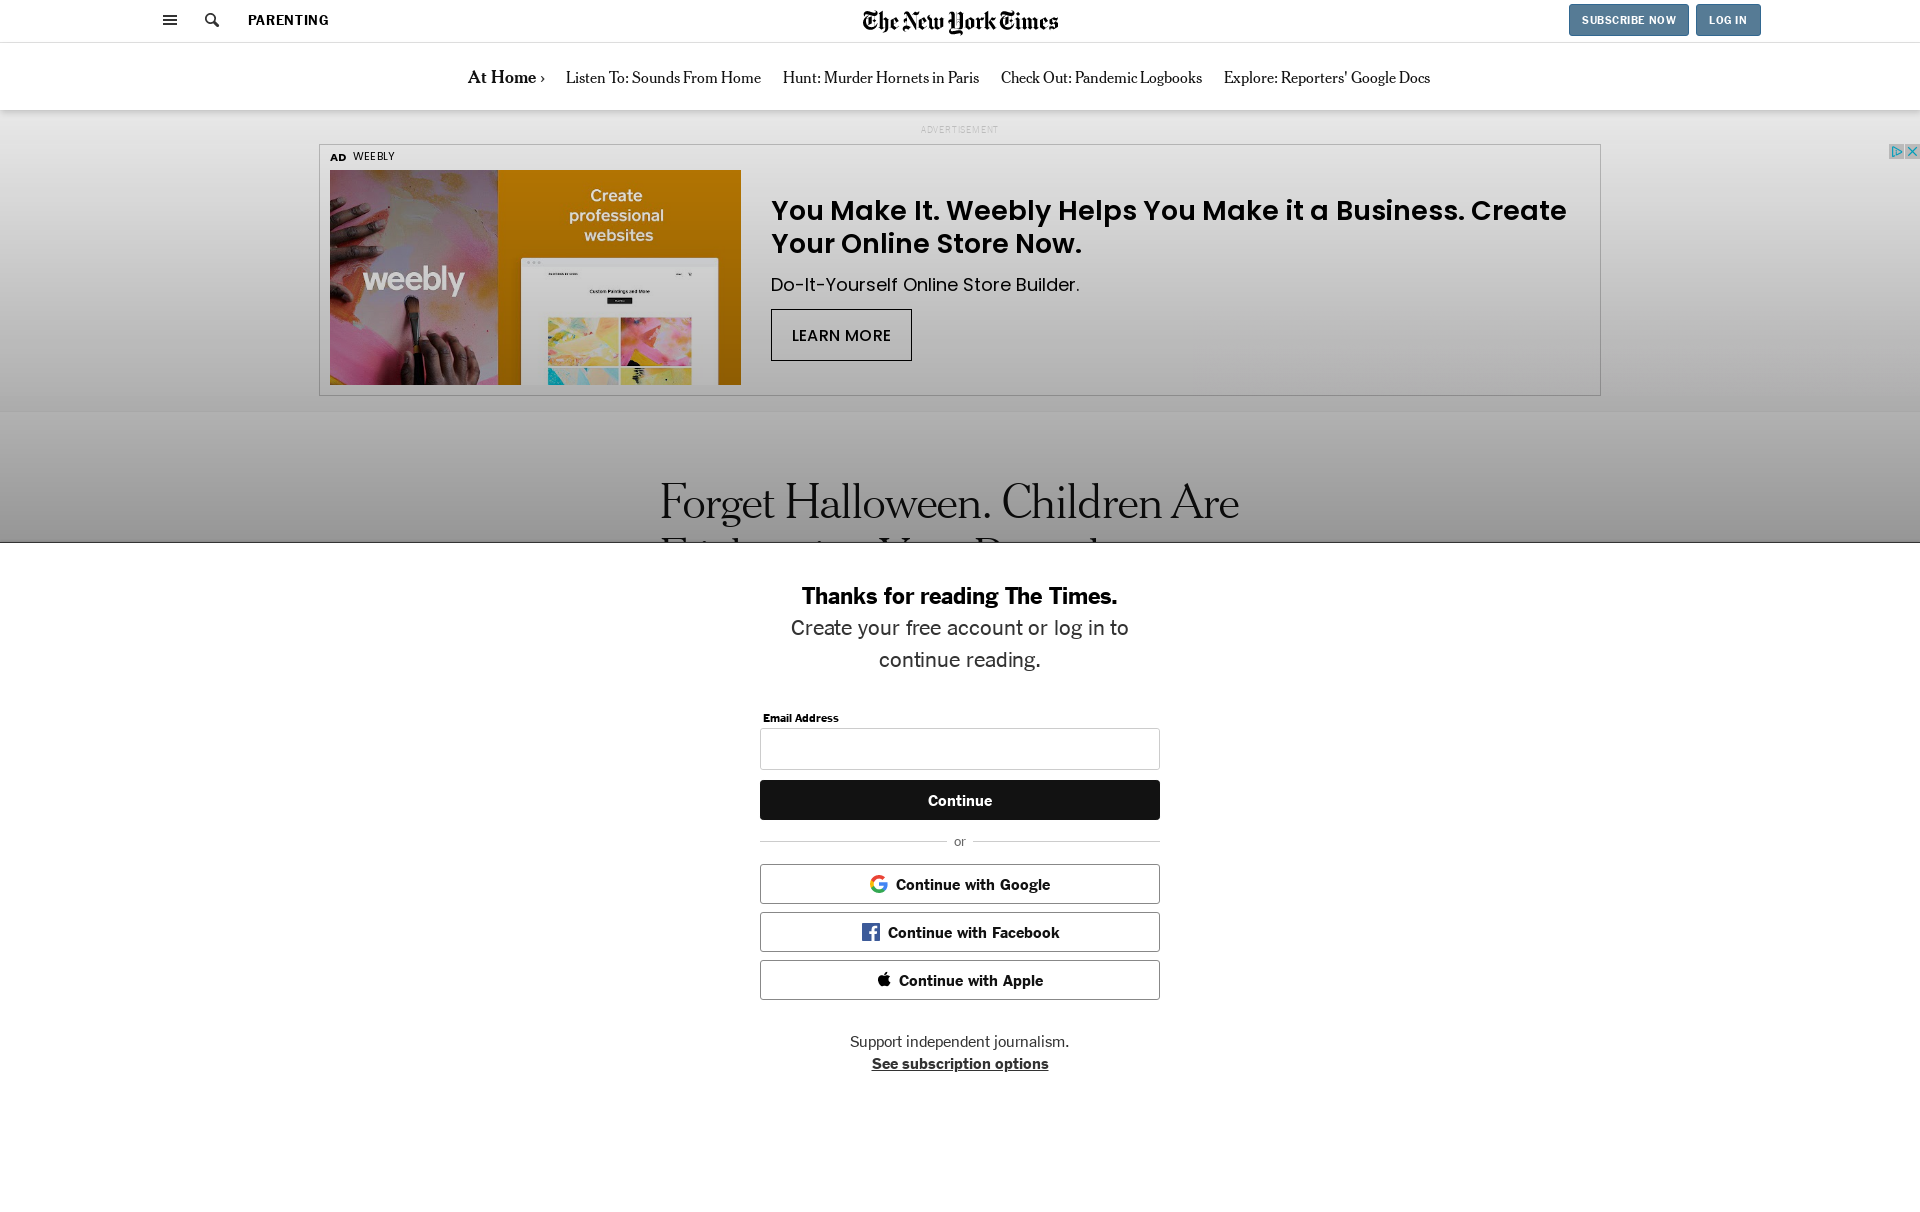 PARENTING
The New York Times
SUBSCRIBE NOW
LOG IN
At Home ›
Listen To: Sounds From Home
Hunt: Murder Hornets in Paris
Check Out: Pandemic Logbooks
Explore: Reporters' Google Docs
ADVERTISEMENT
AD WEEBLY
weebly
Create
professional
websites
Custom Paintings and More
You Make It. Weebly Helps You Make it a Business. Create
Your Online Store Now.
Do-It-Yourself Online Store Builder.
LEARN MORE
Forget Halloween. Children Are
Thanks for reading The Times.
Create your free account or log in to
continue reading.
Email Address
Continue
or
Continue with Google
Continue with Facebook
Continue with Apple
Support independent journalism.
See subscription options